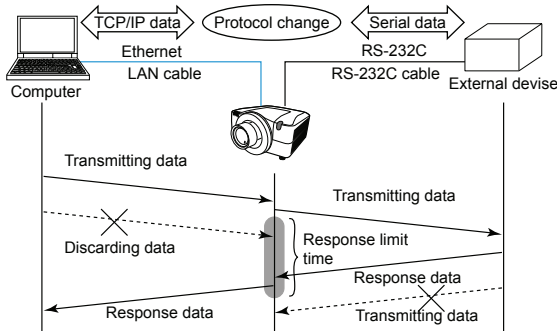 TCP/IP data
Protocol change
Serial data
Ethernet
LAN cable
RS-232C
RS-232C cable
Computer
External devise
Transmitting data
Transmitting data
Discarding data
Response limit
time
Response data
Response data
Transmitting data